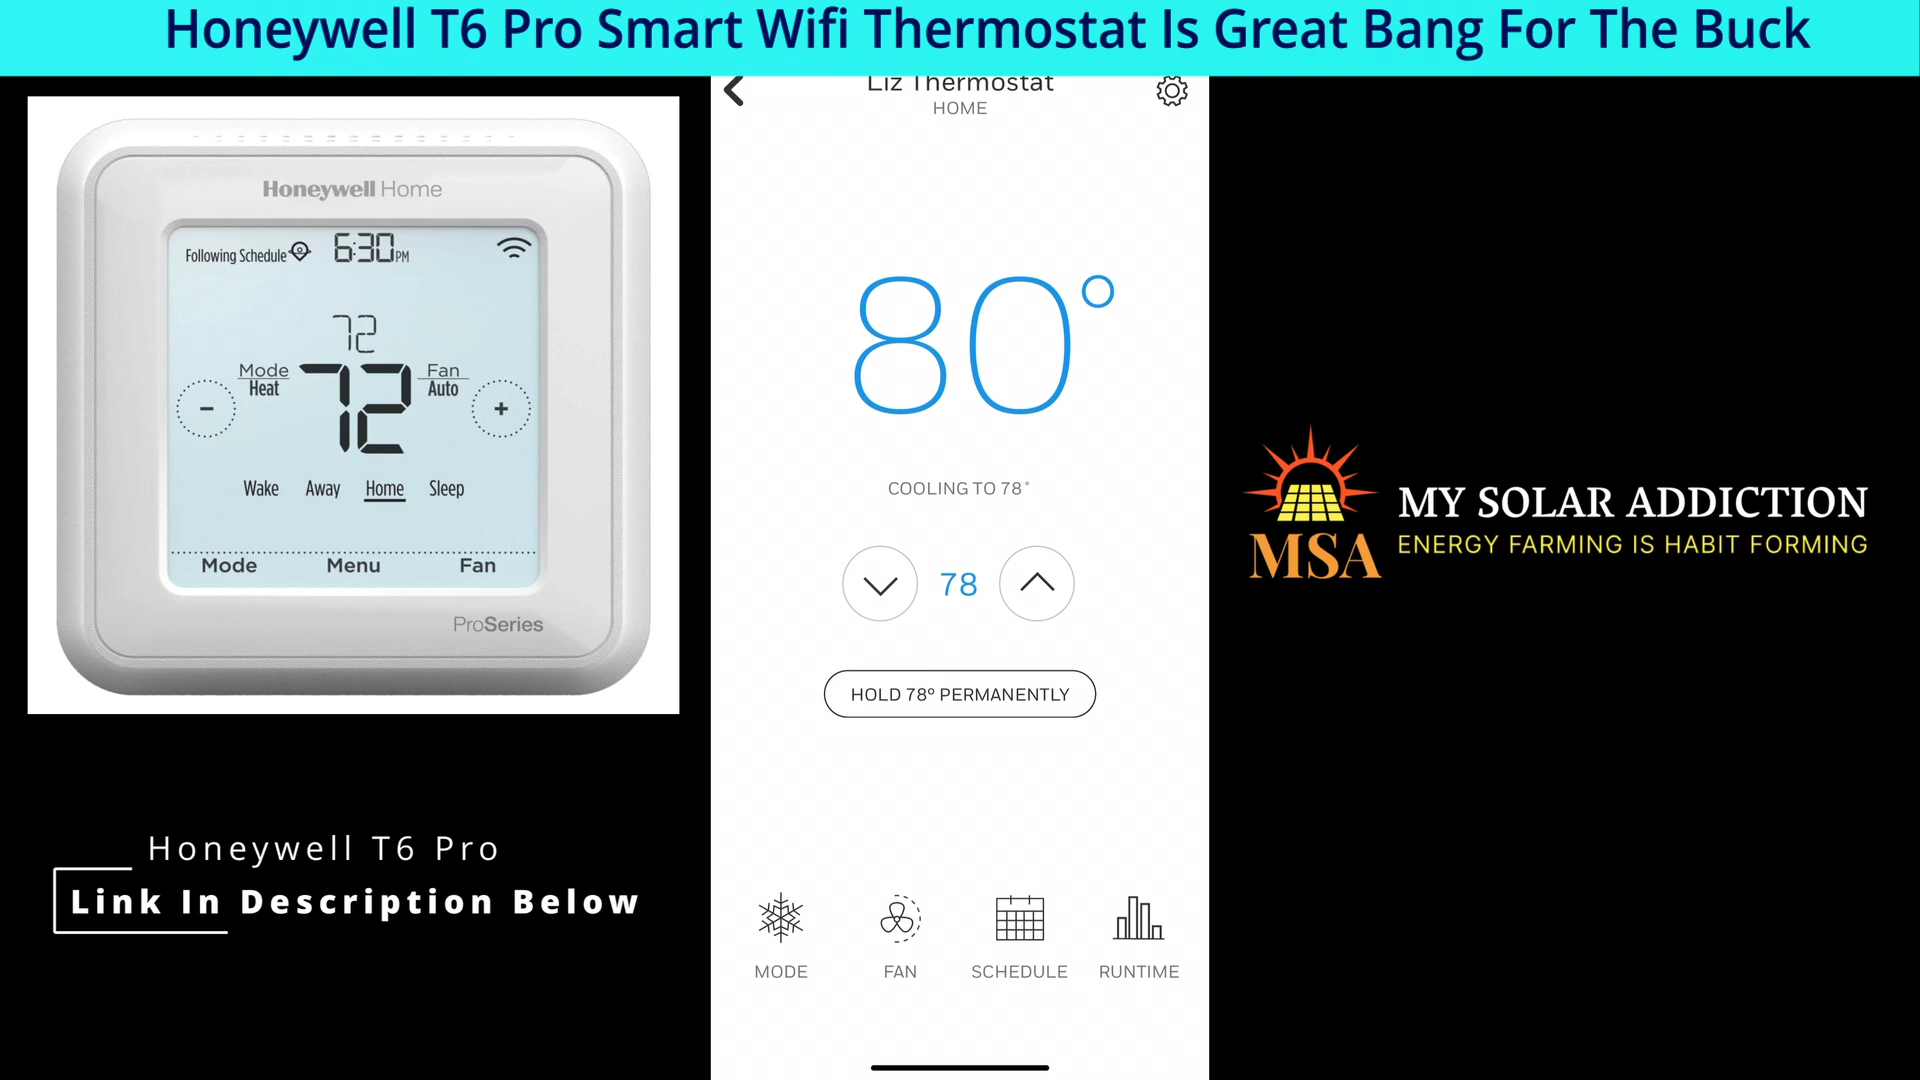 Honeywell T6 Pro Smart Wifi Thermostat Is Great Bang For The Buck
Honeywell Home
Following Schedule 6:30 PM
72
Mode
Heat
72
Fan
Auto
− +
Wake Away Home Sleep
Mode Menu Fan
ProSeries
Honeywell T6 Pro
Link In Description Below
Liz Thermostat
HOME
80°
COOLING TO 78°
78
HOLD 78° PERMANENTLY
MODE FAN SCHEDULE RUNTIME
MSA
MY SOLAR ADDICTION
ENERGY FARMING IS HABIT FORMING